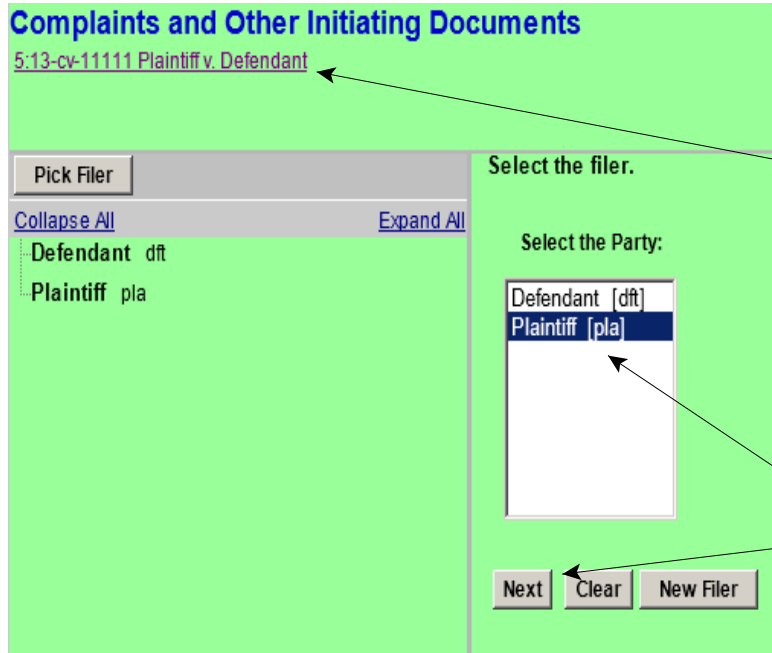 Complaints and Other Initiating Documents
5:13-cv-11111 Plaintiff v. Defendant
Pick Filer
Collapse All Expand All
Defendant dft
Plaintiff pla
Select the filer.
Select the Party:
Defendant [dft]
Plaintiff [pla]
Next Clear New Filer